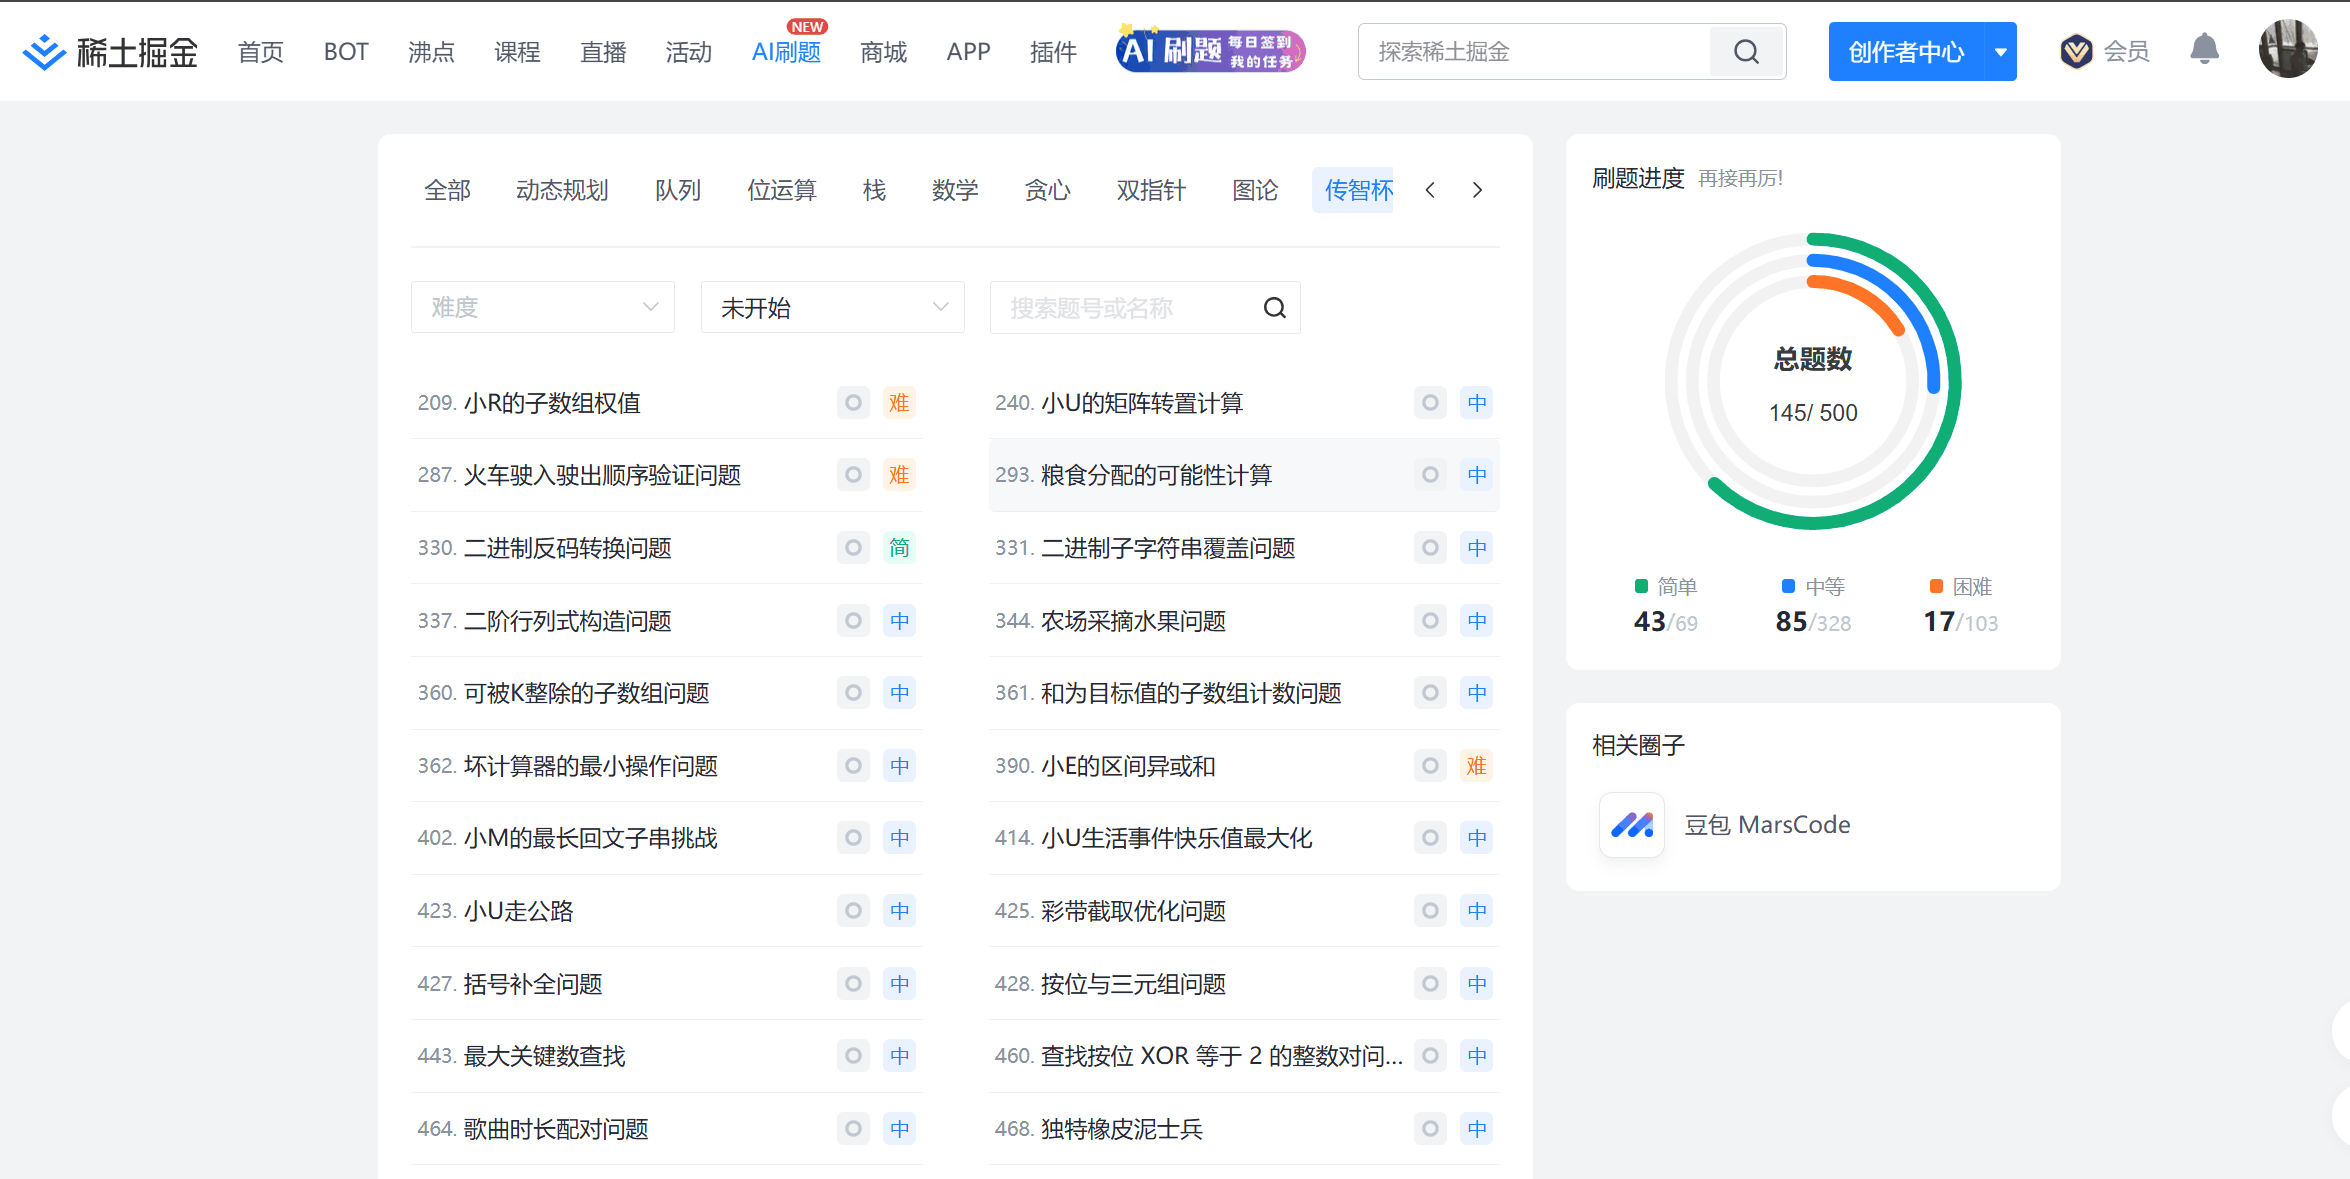 稀土掘金 首页 BOT 沸点 课程 直播 活动 AI刷题 NEW 商城 APP 插件 AI 刷题 每日签到 我的任务 探索稀土掘金 创作者中心 会员
全部 动态规划 队列 位运算 栈 数学 贪心 双指针 图论 传智杯
难度 未开始 搜索题号或名称
209. 小R的子数组权值 难
240. 小U的矩阵转置计算 中
287. 火车驶入驶出顺序验证问题 难
293. 粮食分配的可能性计算 中
330. 二进制反码转换问题 简
331. 二进制子字符串覆盖问题 中
337. 二阶行列式构造问题 中
344. 农场采摘水果问题 中
360. 可被K整除的子数组问题 中
361. 和为目标值的子数组计数问题 中
362. 坏计算器的最小操作问题 中
390. 小E的区间异或和 难
402. 小M的最长回文子串挑战 中
414. 小U生活事件快乐值最大化 中
423. 小U走公路 中
425. 彩带截取优化问题 中
427. 括号补全问题 中
428. 按位与三元组问题 中
443. 最大关键数查找 中
460. 查找按位 XOR 等于 2 的整数对问... 中
464. 歌曲时长配对问题 中
468. 独特橡皮泥士兵 中
刷题进度 再接再厉!
总题数
145/ 500
简单 中等 困难
43/69 85/328 17/103
相关圈子
豆包 MarsCode